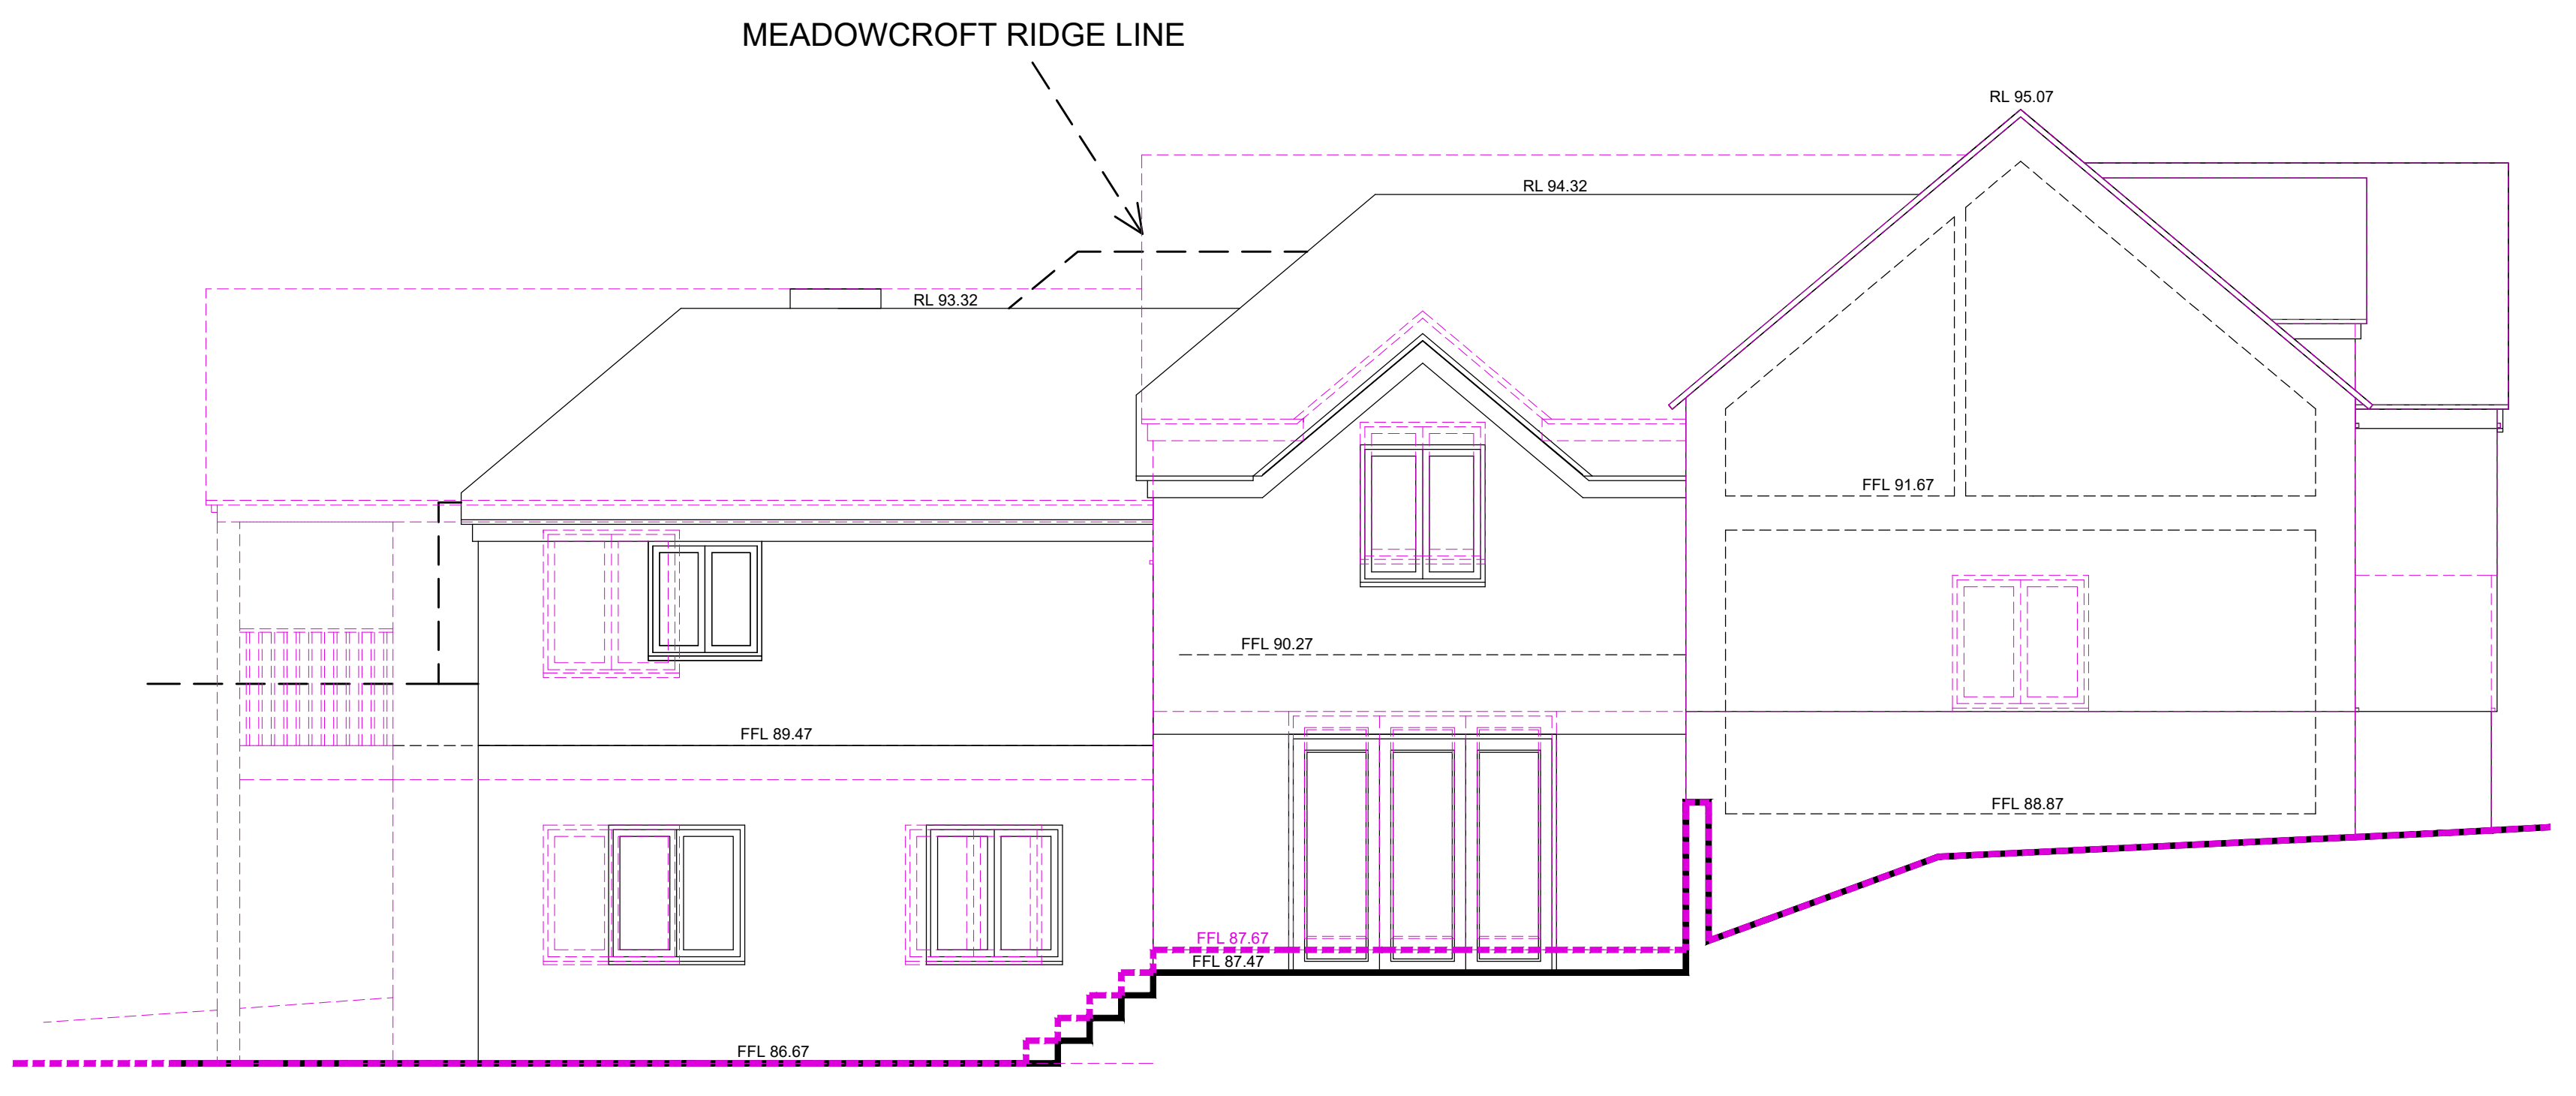 MEADOWCROFT RIDGE LINE
RL 95.07
RL 94.32
RL 93.32
FFL 91.67
FFL 90.27
FFL 89.47
FFL 88.87
FFL 87.67
FFL 87.47
FFL 86.67